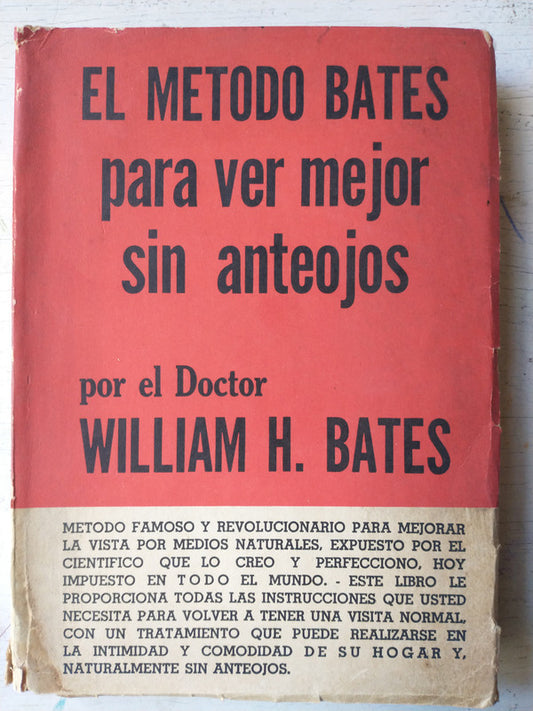 EL METODO BATES
para ver mejor
sin anteojos
por el Doctor
WILLIAM H. BATES
METODO FAMOSO Y REVOLUCIONARIO PARA MEJORAR
LA VISTA POR MEDIOS NATURALES, EXPUESTO POR EL
CIENTIFICO QUE LO CREO Y PERFECCIONO, HOY
IMPUESTO EN TODO EL MUNDO. - ESTE LIBRO LE
PROPORCIONA TODAS LAS INSTRUCCIONES QUE USTED
NECESITA PARA VOLVER A TENER UNA VISITA NORMAL,
CON UN TRATAMIENTO QUE PUEDE REALIZARSE EN
LA INTIMIDAD Y COMODIDAD DE SU HOGAR Y,
NATURALMENTE SIN ANTEOJOS.